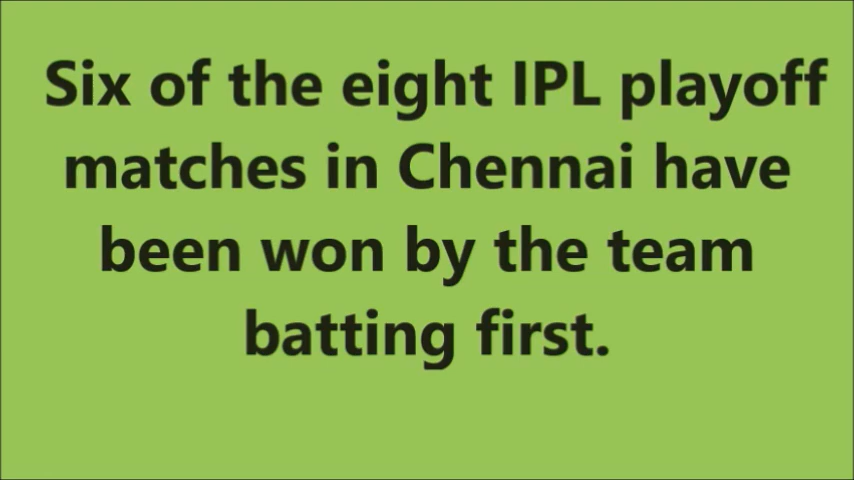 Six of the eight IPL playoff
matches in Chennai have
been won by the team
batting first.